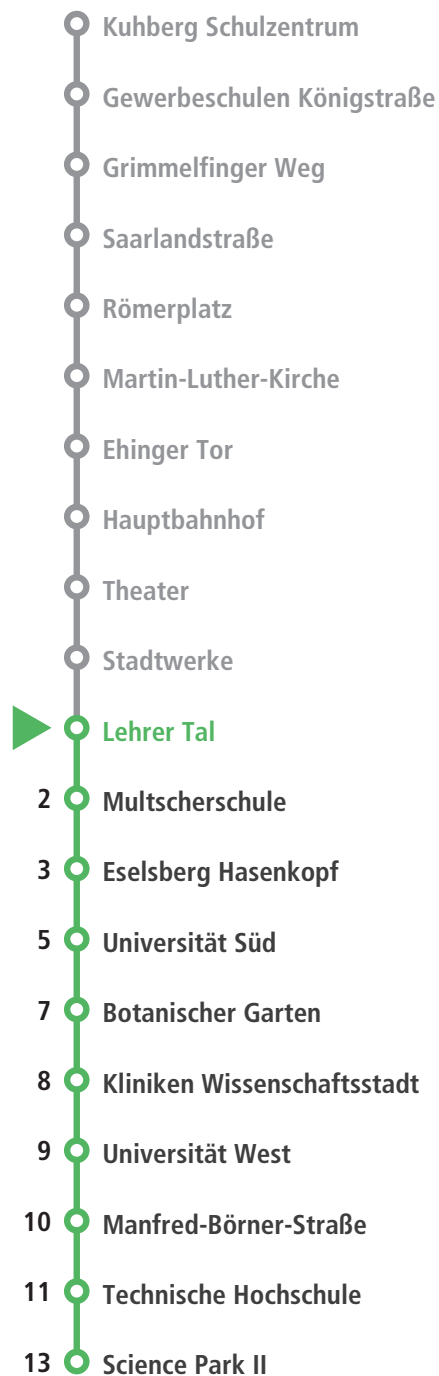 Kuhberg Schulzentrum
Gewerbeschulen Königstraße
Grimmelfinger Weg
Saarlandstraße
Römerplatz
Martin-Luther-Kirche
Ehinger Tor
Hauptbahnhof
Theater
Stadtwerke
Lehrer Tal
2 Multscherschule
3 Eselsberg Hasenkopf
5 Universität Süd
7 Botanischer Garten
8 Kliniken Wissenschaftsstadt
9 Universität West
10 Manfred-Börner-Straße
11 Technische Hochschule
13 Science Park II